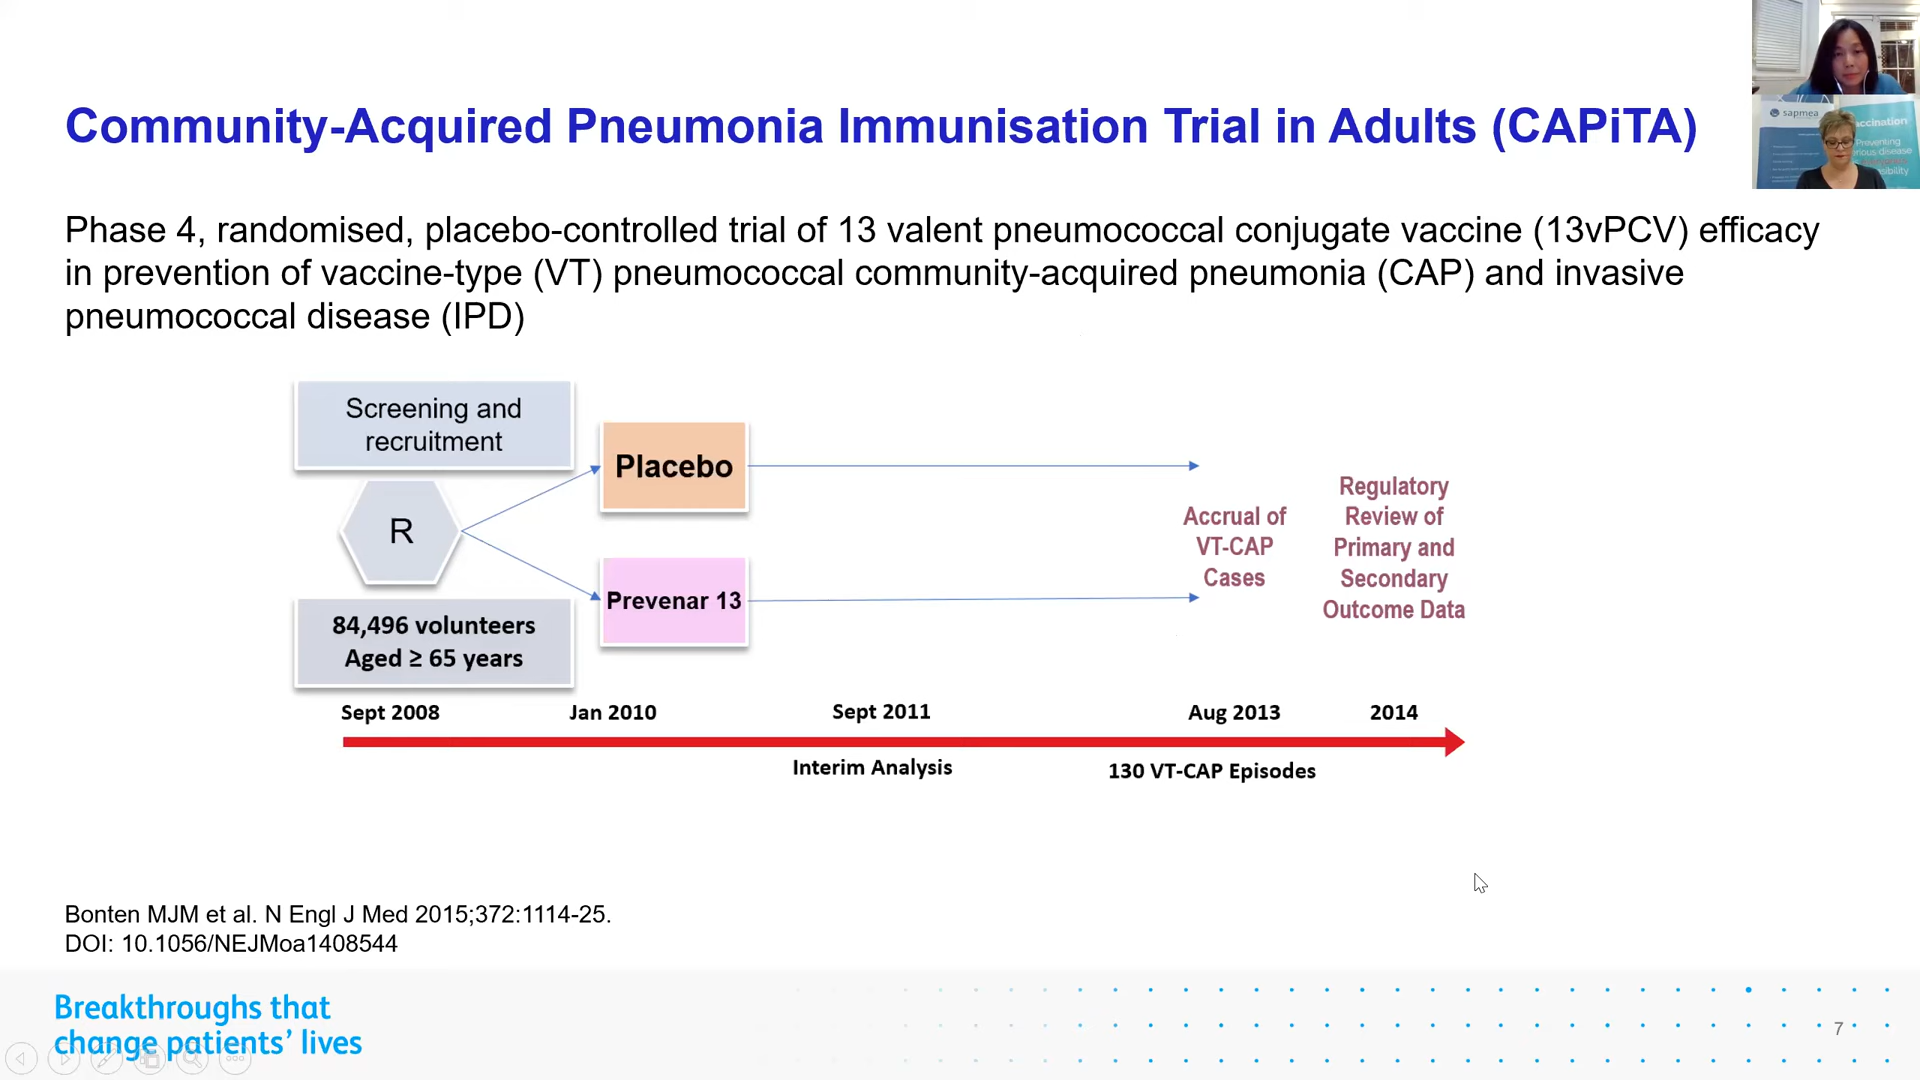 Community-Acquired Pneumonia Immunisation Trial in Adults (CAPiTA)
sapmea
accination
Preventing
disease
sibility
Phase 4, randomised, placebo-controlled trial of 13 valent pneumococcal conjugate vaccine (13vPCV) efficacy
in prevention of vaccine-type (VT) pneumococcal community-acquired pneumonia (CAP) and invasive
pneumococcal disease (IPD)
Screening and
recruitment
R
84,496 volunteers
Aged ≥ 65 years
Placebo
Prevenar 13
Accrual of
VT-CAP
Cases
Regulatory
Review of
Primary and
Secondary
Outcome Data
Sept 2008
Jan 2010
Sept 2011
Aug 2013
2014
Interim Analysis
130 VT-CAP Episodes
Bonten MJM et al. N Engl J Med 2015;372:1114-25.
DOI: 10.1056/NEJMoa1408544
Breakthroughs that
change patients’ lives
7